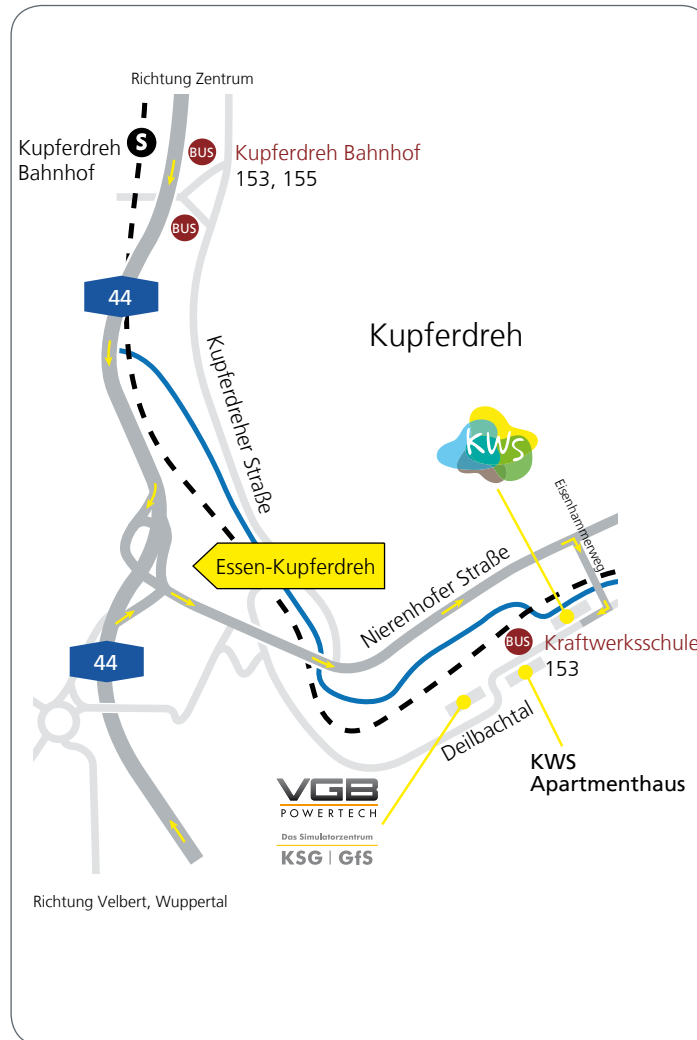 Richtung Zentrum
Kupferdreh
Bahnhof
S
BUS
Kupferdreh Bahnhof
153, 155
BUS
44
Kupferdreh
Kupferdreher Straße
KWS
Eisenhammerweg
Essen-Kupferdreh
Nierenhofer Straße
BUS
Kraftwerksschule
153
44
Deilbachtal
KWS
Apartmenthaus
VGB
POWERTECH
Das Simulatorzentrum
KSG | GfS
Richtung Velbert, Wuppertal